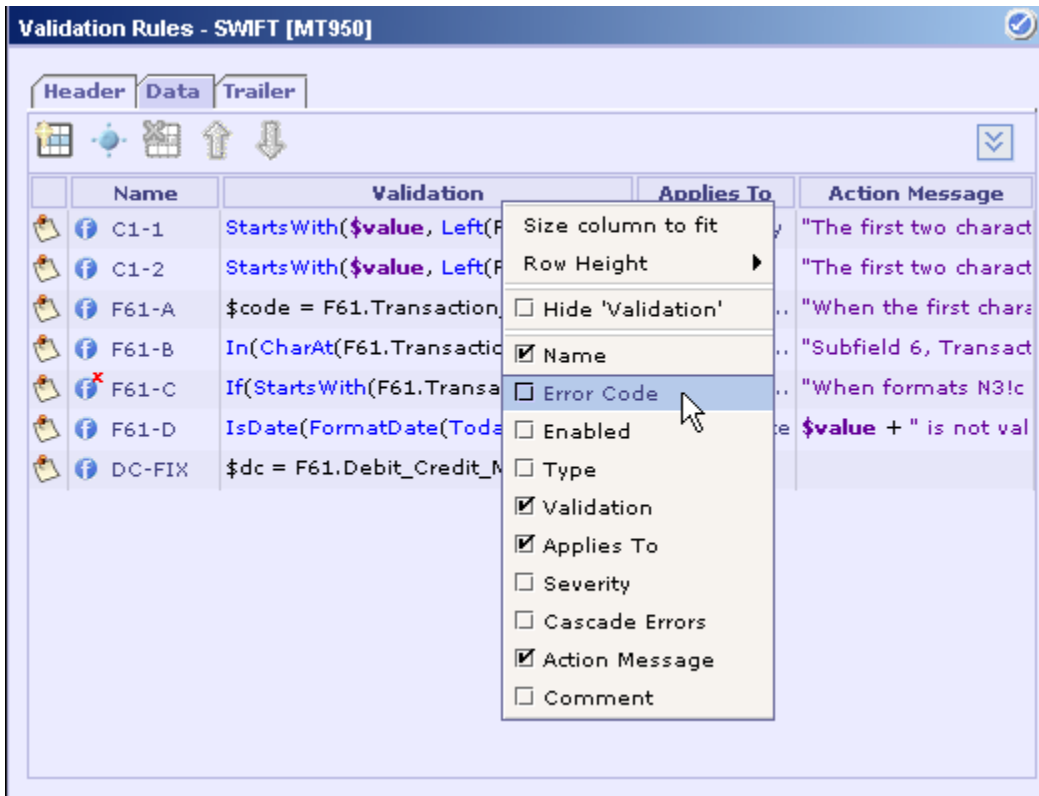 Validation Rules - SWIFT [MT950]
Header Data Trailer
Name Validation Applies To Action Message
C1-1 StartsWith($value, Left(F y "The first two charact
C1-2 StartsWith($value, Left(F "The first two charact
F61-A $code = F61.Transaction_ .. "When the first chara
F61-B In(CharAt(F61.Transactic .. "Subfield 6, Transact
F61-C If(StartsWith(F61.Transa .. "When formats N3!c
F61-D IsDate(FormatDate(Toda te $value + " is not val
DC-FIX $dc = F61.Debit_Credit_M
Size column to fit
Row Height
Hide 'Validation'
Name
Error Code
Enabled
Type
Validation
Applies To
Severity
Cascade Errors
Action Message
Comment